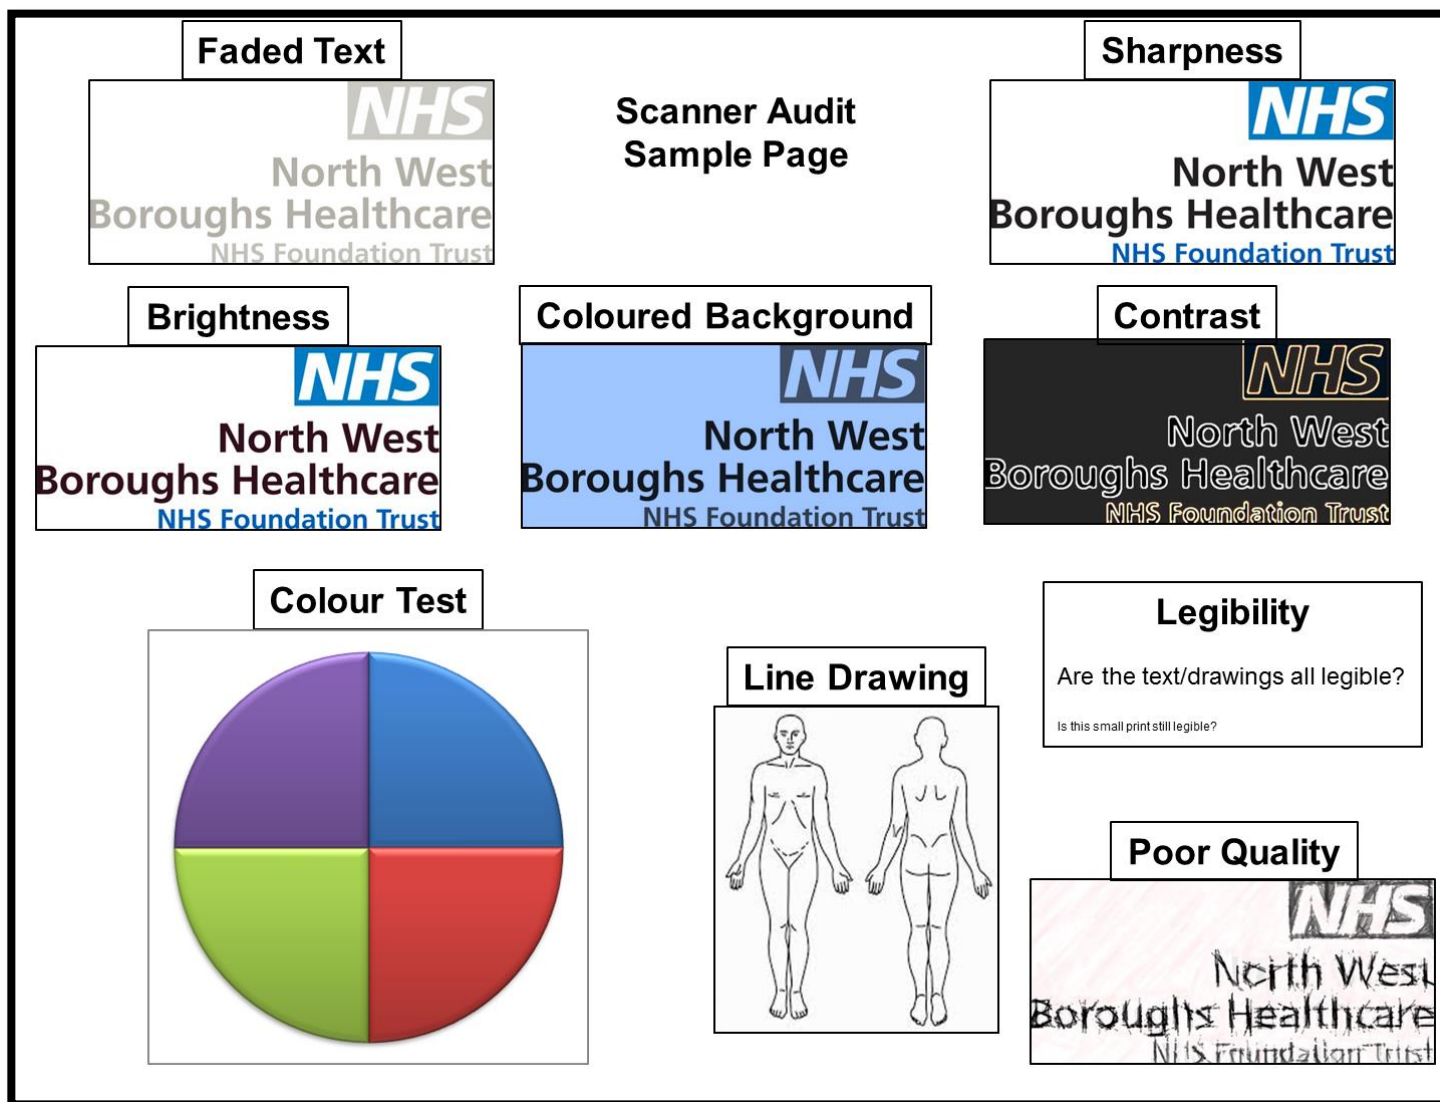 Faded Text
NHS
North West
Boroughs Healthcare
NHS Foundation Trust
Scanner Audit
Sample Page
Sharpness
NHS
North West
Boroughs Healthcare
NHS Foundation Trust
Brightness
NHS
North West
Boroughs Healthcare
NHS Foundation Trust
Coloured Background
NHS
North West
Boroughs Healthcare
NHS Foundation Trust
Contrast
NHS
North West
Boroughs Healthcare
NHS Foundation Trust
Colour Test
Line Drawing
Legibility
Are the text/drawings all legible?
Is this small print still legible?
Poor Quality
NHS
North West
Boroughs Healthcare
NHS Foundation Trust